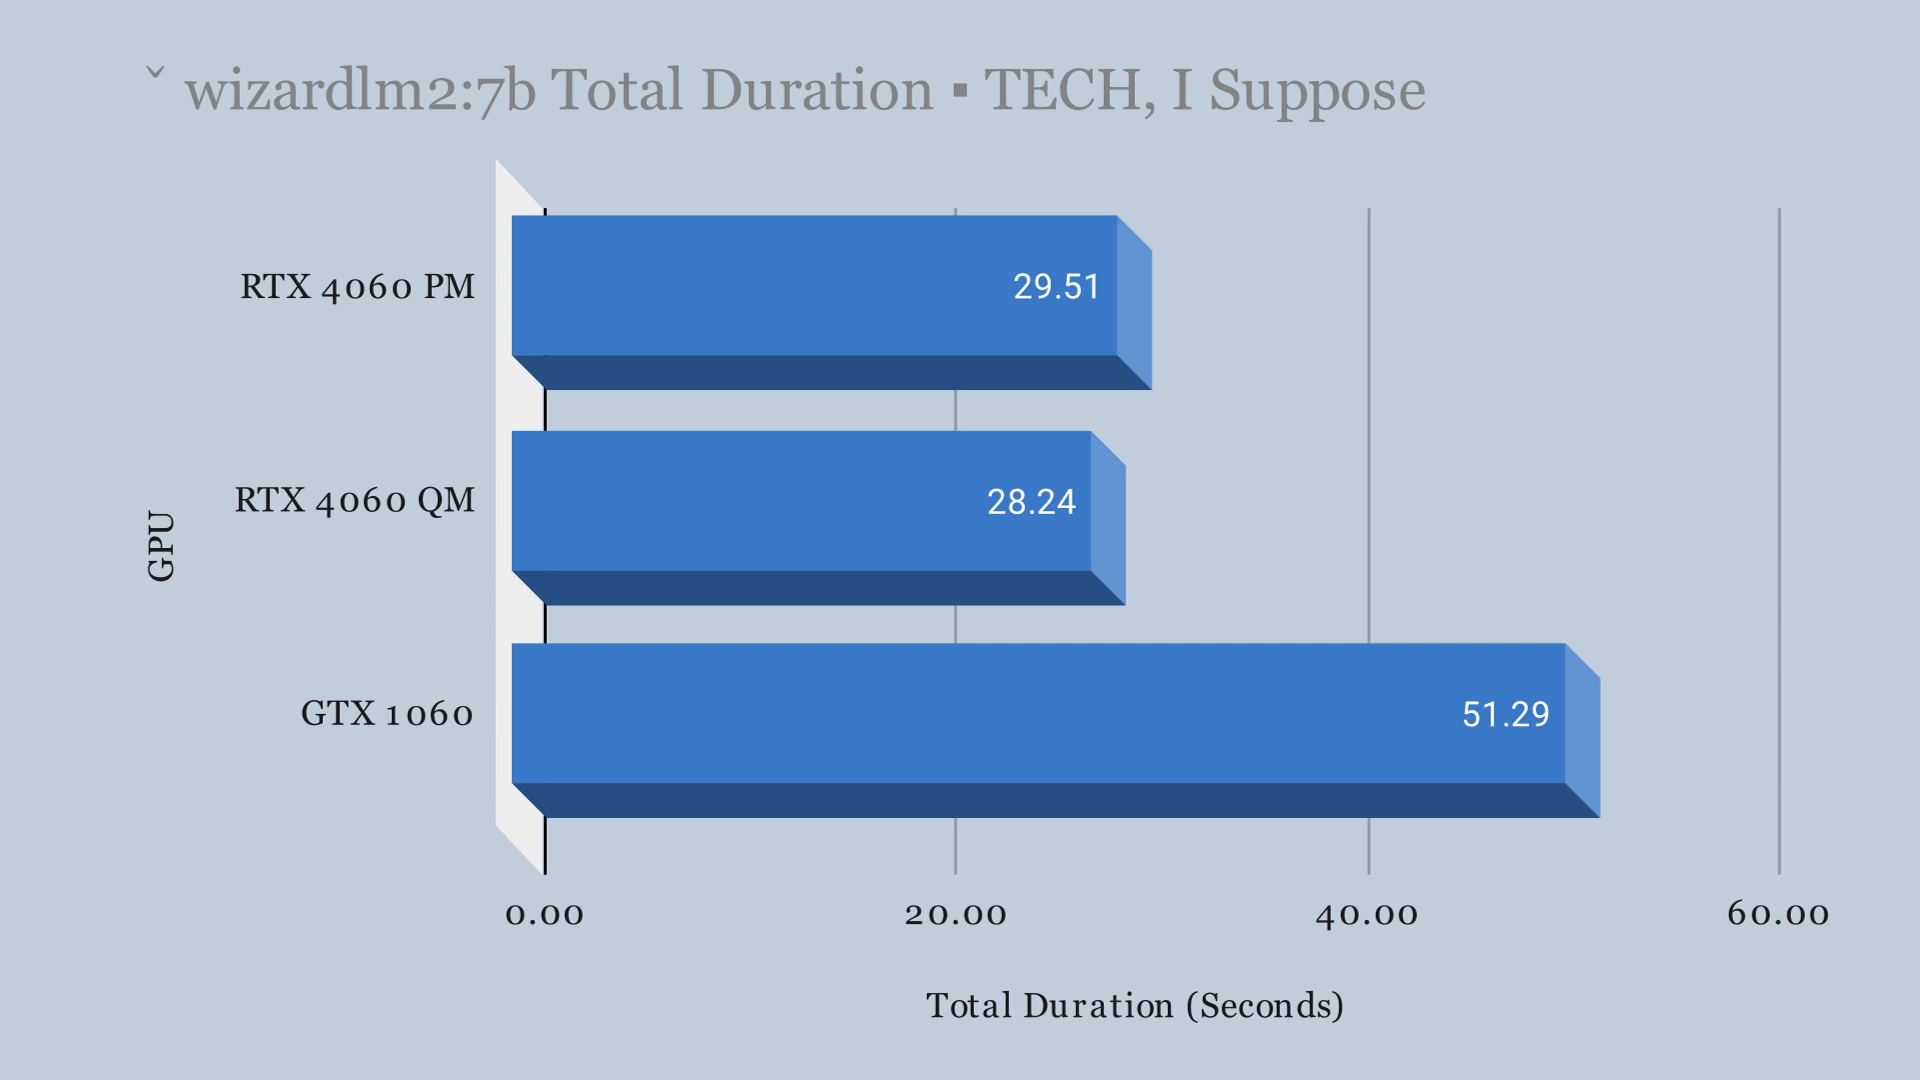 ˇ wizardlm2:7b Total Duration ▪ TECH, I Suppose
RTX 4060 PM
29.51
RTX 4060 QM
28.24
GTX 1060
51.29
GPU
0.00 20.00 40.00 60.00
Total Duration (Seconds)